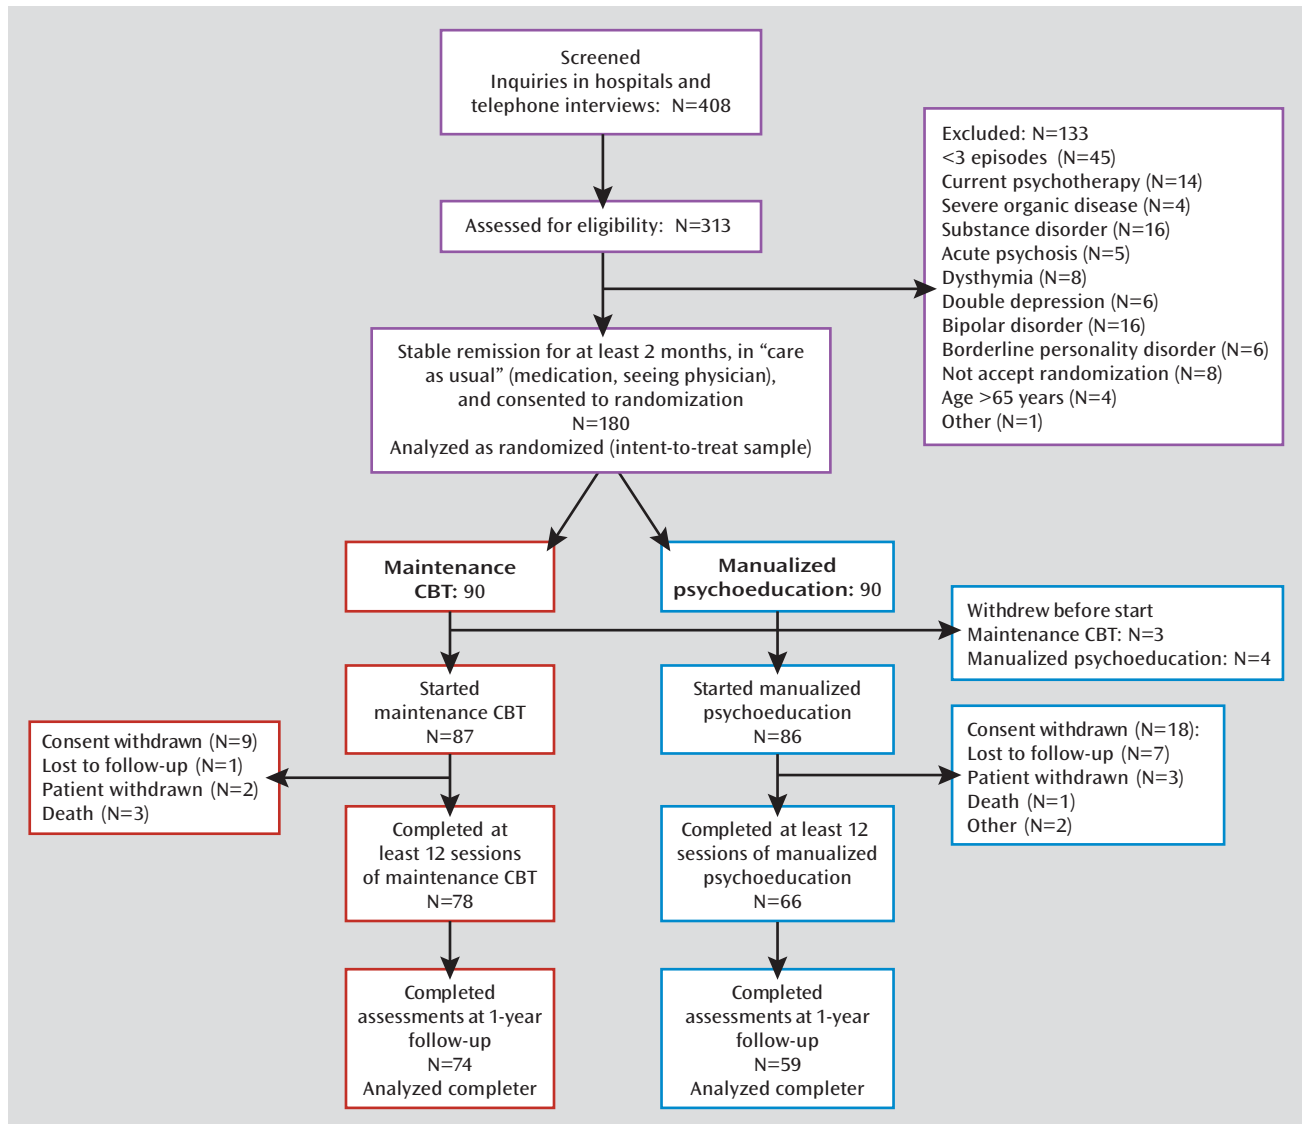 Screened
Inquiries in hospitals and
telephone interviews: N=408
Assessed for eligibility: N=313
Excluded: N=133
<3 episodes (N=45)
Current psychotherapy (N=14)
Severe organic disease (N=4)
Substance disorder (N=16)
Acute psychosis (N=5)
Dysthymia (N=8)
Double depression (N=6)
Bipolar disorder (N=16)
Borderline personality disorder (N=6)
Not accept randomization (N=8)
Age >65 years (N=4)
Other (N=1)
Stable remission for at least 2 months, in “care
as usual” (medication, seeing physician),
and consented to randomization
N=180
Analyzed as randomized (intent-to-treat sample)
Maintenance
CBT: 90
Manualized
psychoeducation: 90
Withdrew before start
Maintenance CBT: N=3
Manualized psychoeducation: N=4
Started
maintenance CBT
N=87
Started manualized
psychoeducation
N=86
Consent withdrawn (N=9)
Lost to follow-up (N=1)
Patient withdrawn (N=2)
Death (N=3)
Consent withdrawn (N=18):
Lost to follow-up (N=7)
Patient withdrawn (N=3)
Death (N=1)
Other (N=2)
Completed at
least 12 sessions
of maintenance CBT
N=78
Completed at least 12
sessions of manualized
psychoeducation
N=66
Completed
assessments at 1-year
follow-up
N=74
Analyzed completer
Completed
assessments at 1-year
follow-up
N=59
Analyzed completer